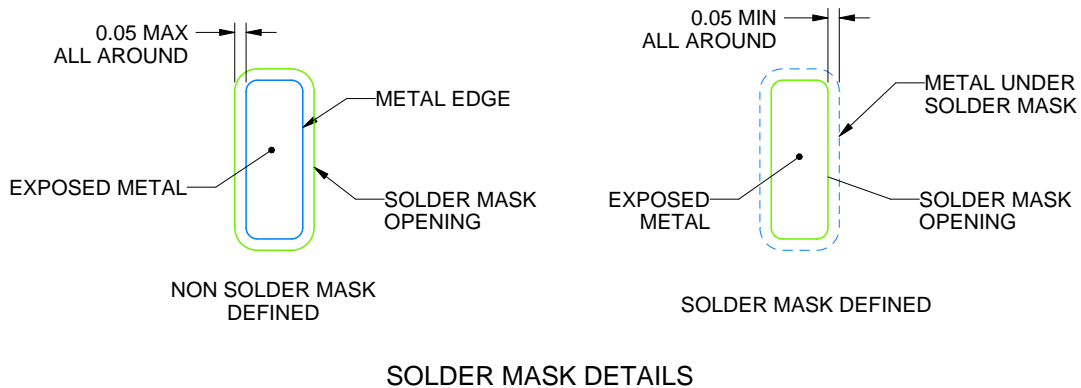 0.05 MAX
ALL AROUND
METAL EDGE
EXPOSED METAL
SOLDER MASK
OPENING
NON SOLDER MASK
DEFINED
0.05 MIN
ALL AROUND
METAL UNDER
SOLDER MASK
EXPOSED
METAL
SOLDER MASK
OPENING
SOLDER MASK DEFINED
SOLDER MASK DETAILS